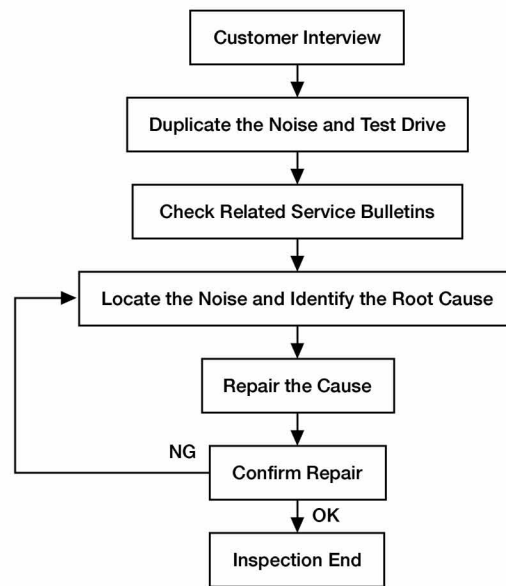 Customer Interview
Duplicate the Noise and Test Drive
Check Related Service Bulletins
Locate the Noise and Identify the Root Cause
Repair the Cause
NG
Confirm Repair
OK
Inspection End